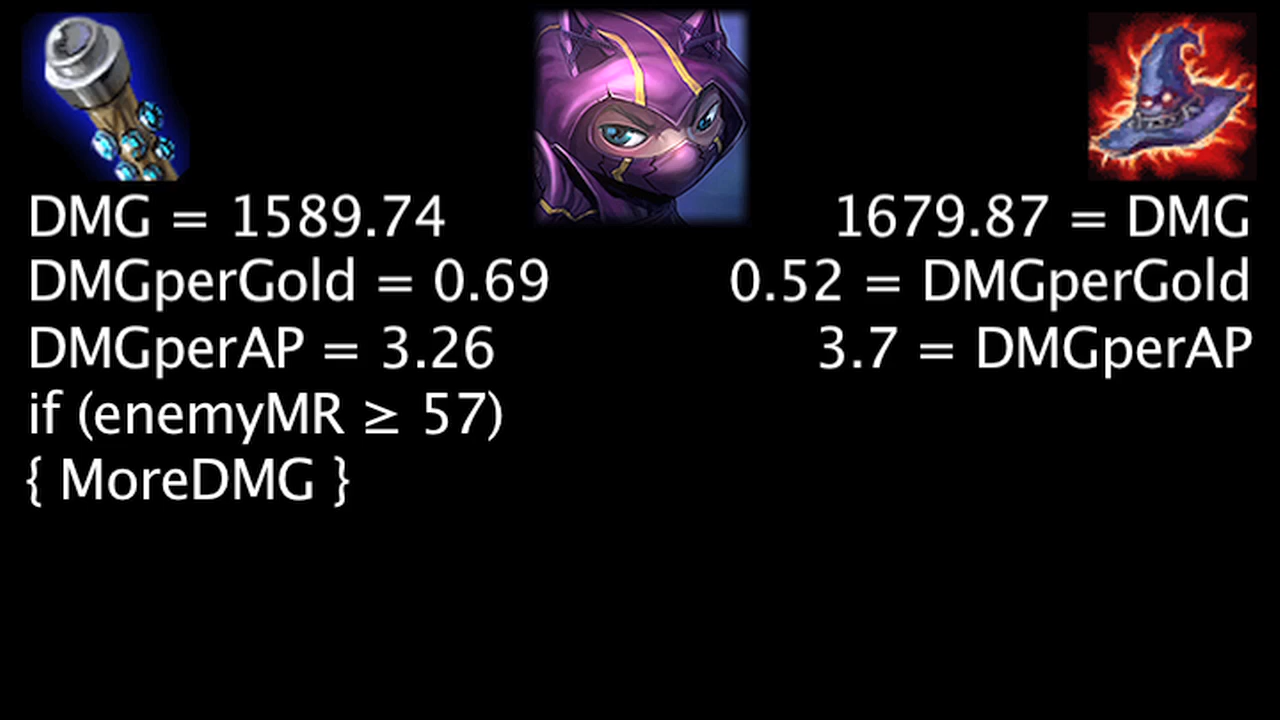 DMG = 1589.74
1679.87 = DMG
DMGperGold = 0.69
0.52 = DMGperGold
DMGperAP = 3.26
3.7 = DMGperAP
if (enemyMR ≥ 57)
{ MoreDMG }